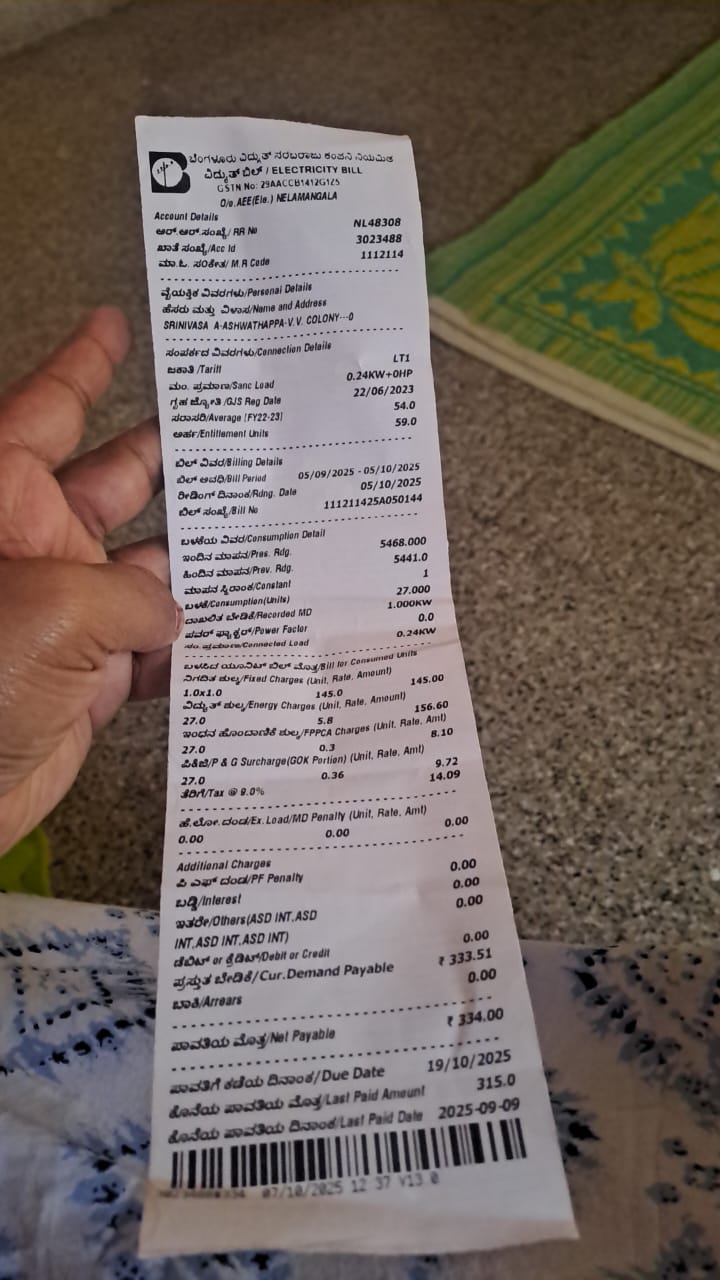 ಬೆಂಗಳೂರು ವಿದ್ಯುತ್ ಸರಬರಾಜು ಕಂಪನಿ ನಿಯಮಿತ
ವಿದ್ಯುತ್ ಬಿಲ್ / ELECTRICITY BILL
GSTN No: 29AACCB1412G1Z5
O/o.AEE(Ele.) NELAMANGALA
Account Details
ಆರ್.ಆರ್.ಸಂಖ್ಯೆ/ RR No NL48308
ಖಾತೆ ಸಂಖ್ಯೆ/Acc Id 3023488
ಮಾ.ಓ. ಸಂಕೇತ/ M.R Code 1112114
ವೈಯಕ್ತಿಕ ವಿವರಗಳು/Personal Details
ಹೆಸರು ಮತ್ತು ವಿಳಾಸ/Name and Address
SRINIVASA A-ASHWATHAPPA-V.V. COLONY---0
ಸಂಪರ್ಕದ ವಿವರಗಳು/Connection Details
ಜಕಾತಿ /Tariff LT1
ಮಂ. ಪ್ರಮಾಣ/Sanc Load 0.24KW+0HP
ಗೃಹ ಜ್ಯೋತಿ /GJS Reg Date 22/06/2023
ಸರಾಸರಿ/Average [FY22-23] 54.0
ಅರ್ಹ/Entitlement Units 59.0
ಬಿಲ್ ವಿವರ/Billing Details
ಬಿಲ್ ಅವಧಿ/Bill Period 05/09/2025 - 05/10/2025
ರೀಡಿಂಗ್ ದಿನಾಂಕ/Rdng. Date 05/10/2025
ಬಿಲ್ ಸಂಖ್ಯೆ/Bill No 111211425A050144
ಬಳಕೆಯ ವಿವರ/Consumption Detail
ಇಂದಿನ ಮಾಪನ/Pres. Rdg. 5468.000
ಹಿಂದಿನ ಮಾಪನ/Prev. Rdg. 5441.0
ಮಾಪನ ಸ್ಥಿರಾಂಕ/Constant 1
ಬಳಕೆ/Consumption(Units) 27.000
ದಾಖಲಿತ ಬೇಡಿಕೆ/Recorded MD 1.000KW
ಪವರ್ ಫ್ಯಾಕ್ಟರ್/Power Factor 0.0
ಸಂ. ಪ್ರಮಾಣ/Connected Load 0.24KW
ಬಳಸಿದ ಯೂನಿಟ್ ಬಿಲ್ ಮೊತ್ತ/Bill for Consumed Units
ನಿಗದಿತ ಶುಲ್ಕ/Fixed Charges (Unit, Rate, Amount)
1.0x1.0 145.0 145.00
ವಿದ್ಯುತ್ ಶುಲ್ಕ/Energy Charges (Unit, Rate, Amount)
27.0 5.8 156.60
ಇಂಧನ ಹೊಂದಾಣಿಕೆ ಶುಲ್ಕ/FPPCA Charges (Unit, Rate, Amt)
27.0 0.3 8.10
ಪಿ&ಜಿ/P & G Surcharge(GOK Portion) (Unit, Rate, Amt)
27.0 0.36 9.72
ತೆರಿಗೆ/Tax @ 9.0% 14.09
ಹೆ.ಲೋ.ದಂಡ/Ex.Load/MD Penalty (Unit, Rate, Amt)
0.00 0.00 0.00
Additional Charges
ಪಿ ಎಫ್ ದಂಡ/PF Penalty 0.00
ಬಡ್ಡಿ/Interest 0.00
ಇತರೇ/Others(ASD INT,ASD 0.00
INT,ASD INT,ASD INT)
ಡೆಬಿಟ್ or ಕ್ರೆಡಿಟ್/Debit or Credit 0.00
ಪ್ರಸ್ತುತ ಬೇಡಿಕೆ/Cur.Demand Payable ₹ 333.51
ಬಾಕಿ/Arrears 0.00
ಪಾವತಿಯ ಮೊತ್ತ/Net Payable ₹ 334.00
ಪಾವತಿಗೆ ಕಡೆಯ ದಿನಾಂಕ/Due Date 19/10/2025
ಕೊನೆಯ ಪಾವತಿಯ ಮೊತ್ತ/Last Paid Amount 315.0
ಕೊನೆಯ ಪಾವತಿಯ ದಿನಾಂಕ/Last Paid Date 2025-09-09
07/10/2025 12 37 V13 0